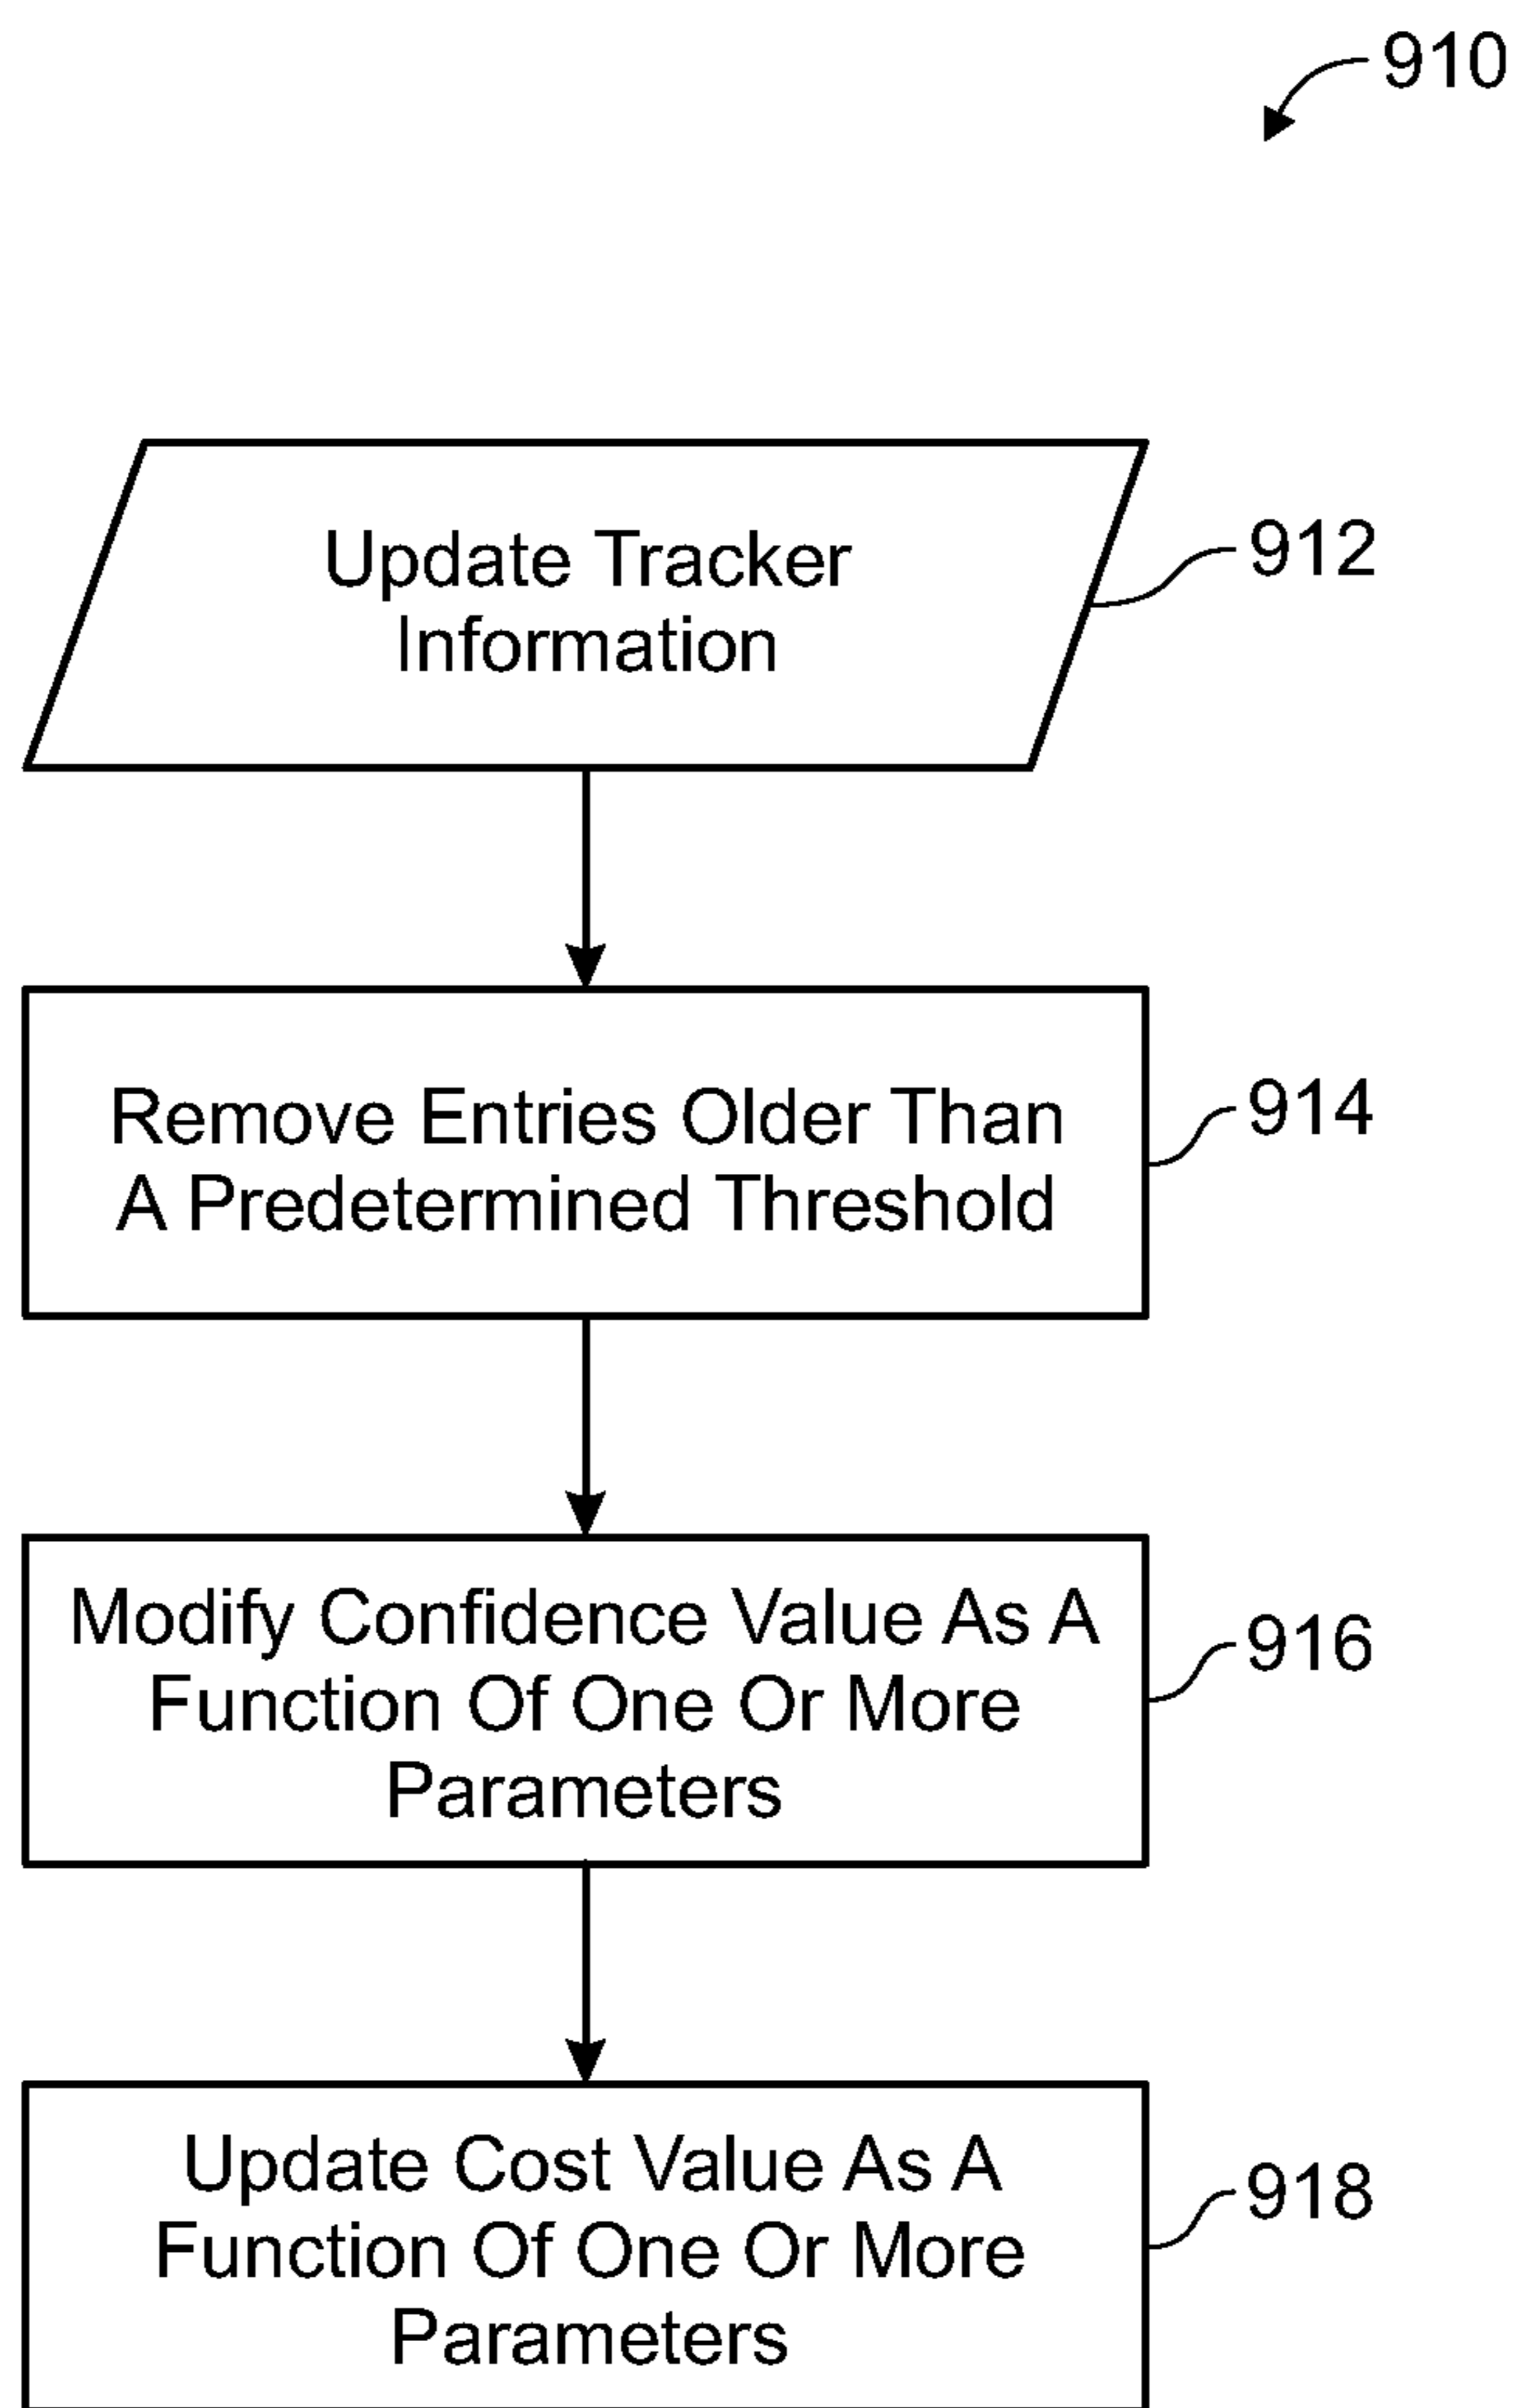 910
Update Tracker
Information
912
Remove Entries Older Than
A Predetermined Threshold
914
Modify Confidence Value As A
Function Of One Or More
Parameters
916
Update Cost Value As A
Function Of One Or More
Parameters
918